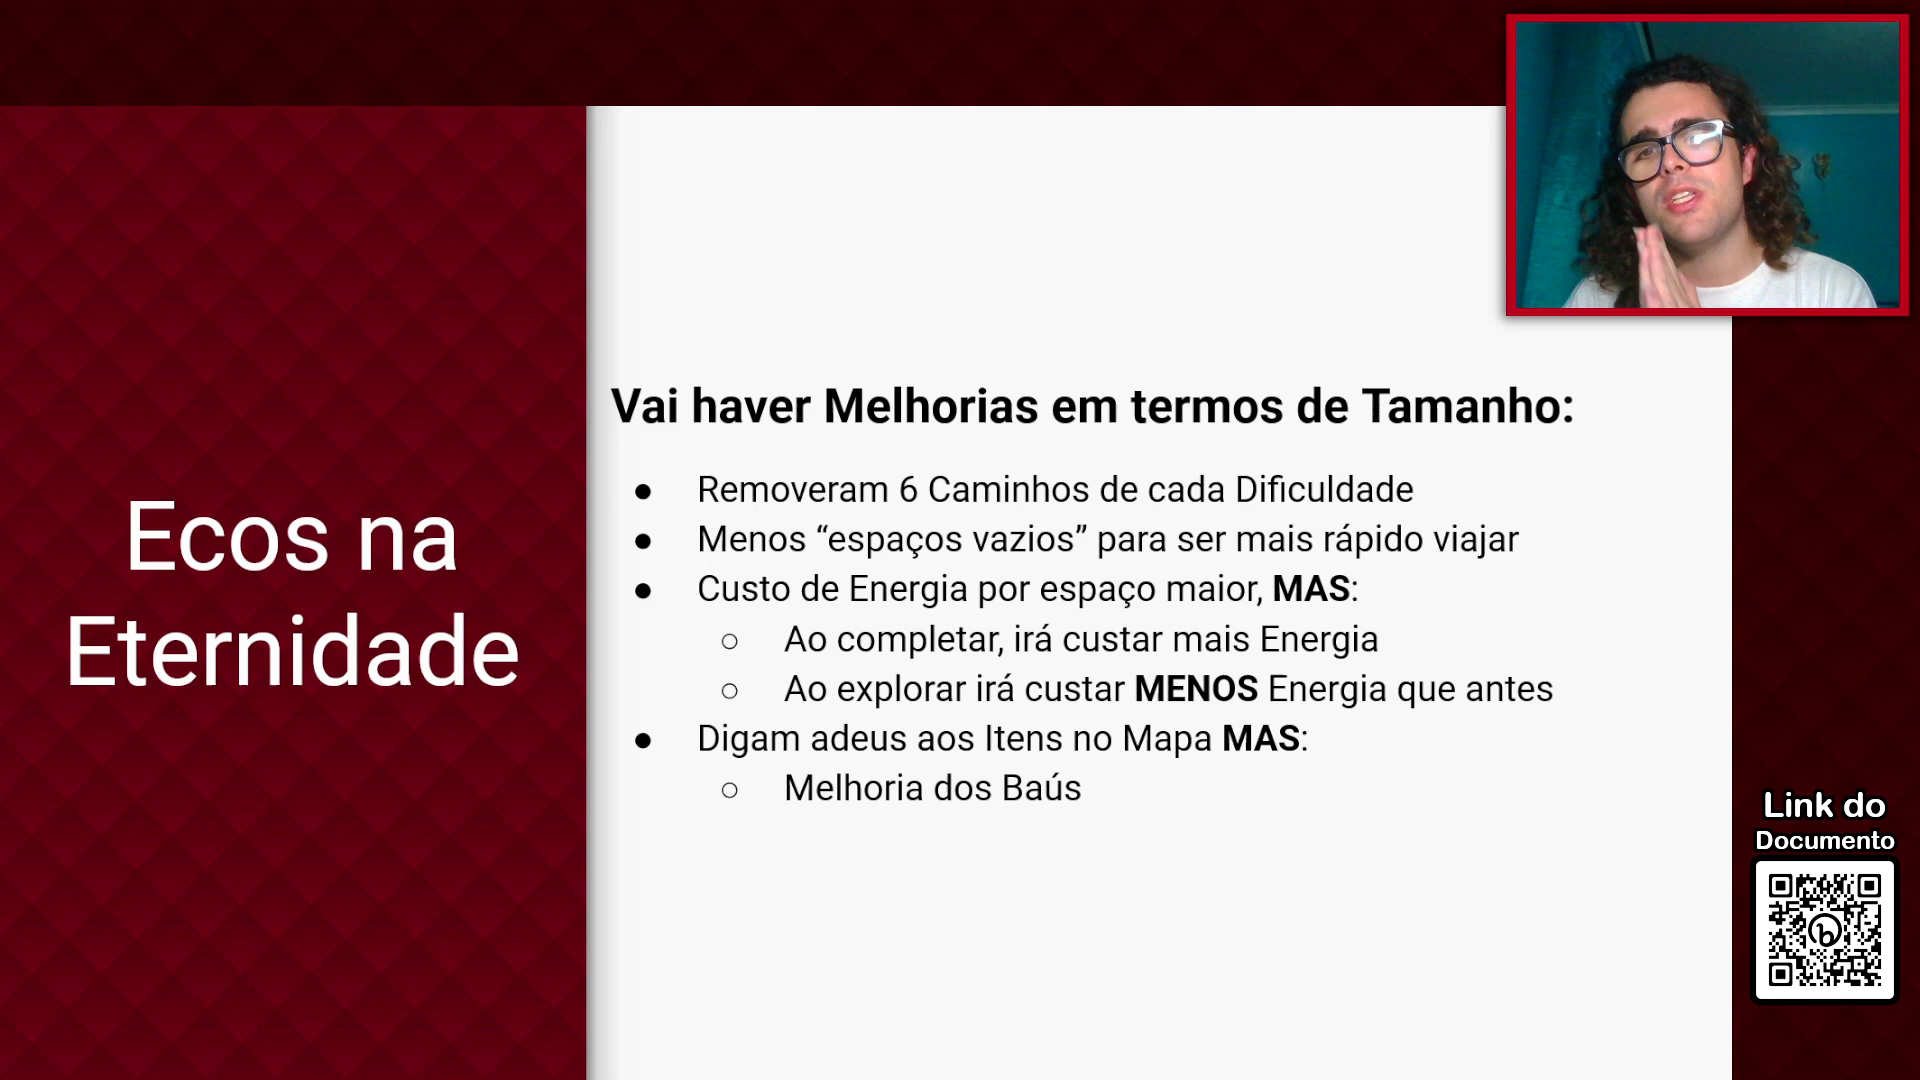 Ecos na
Eternidade
Vai haver Melhorias em termos de Tamanho:
● Removeram 6 Caminhos de cada Dificuldade
● Menos “espaços vazios” para ser mais rápido viajar
● Custo de Energia por espaço maior, MAS:
○ Ao completar, irá custar mais Energia
○ Ao explorar irá custar MENOS Energia que antes
● Digam adeus aos Itens no Mapa MAS:
○ Melhoria dos Baús
Link do
Documento
b